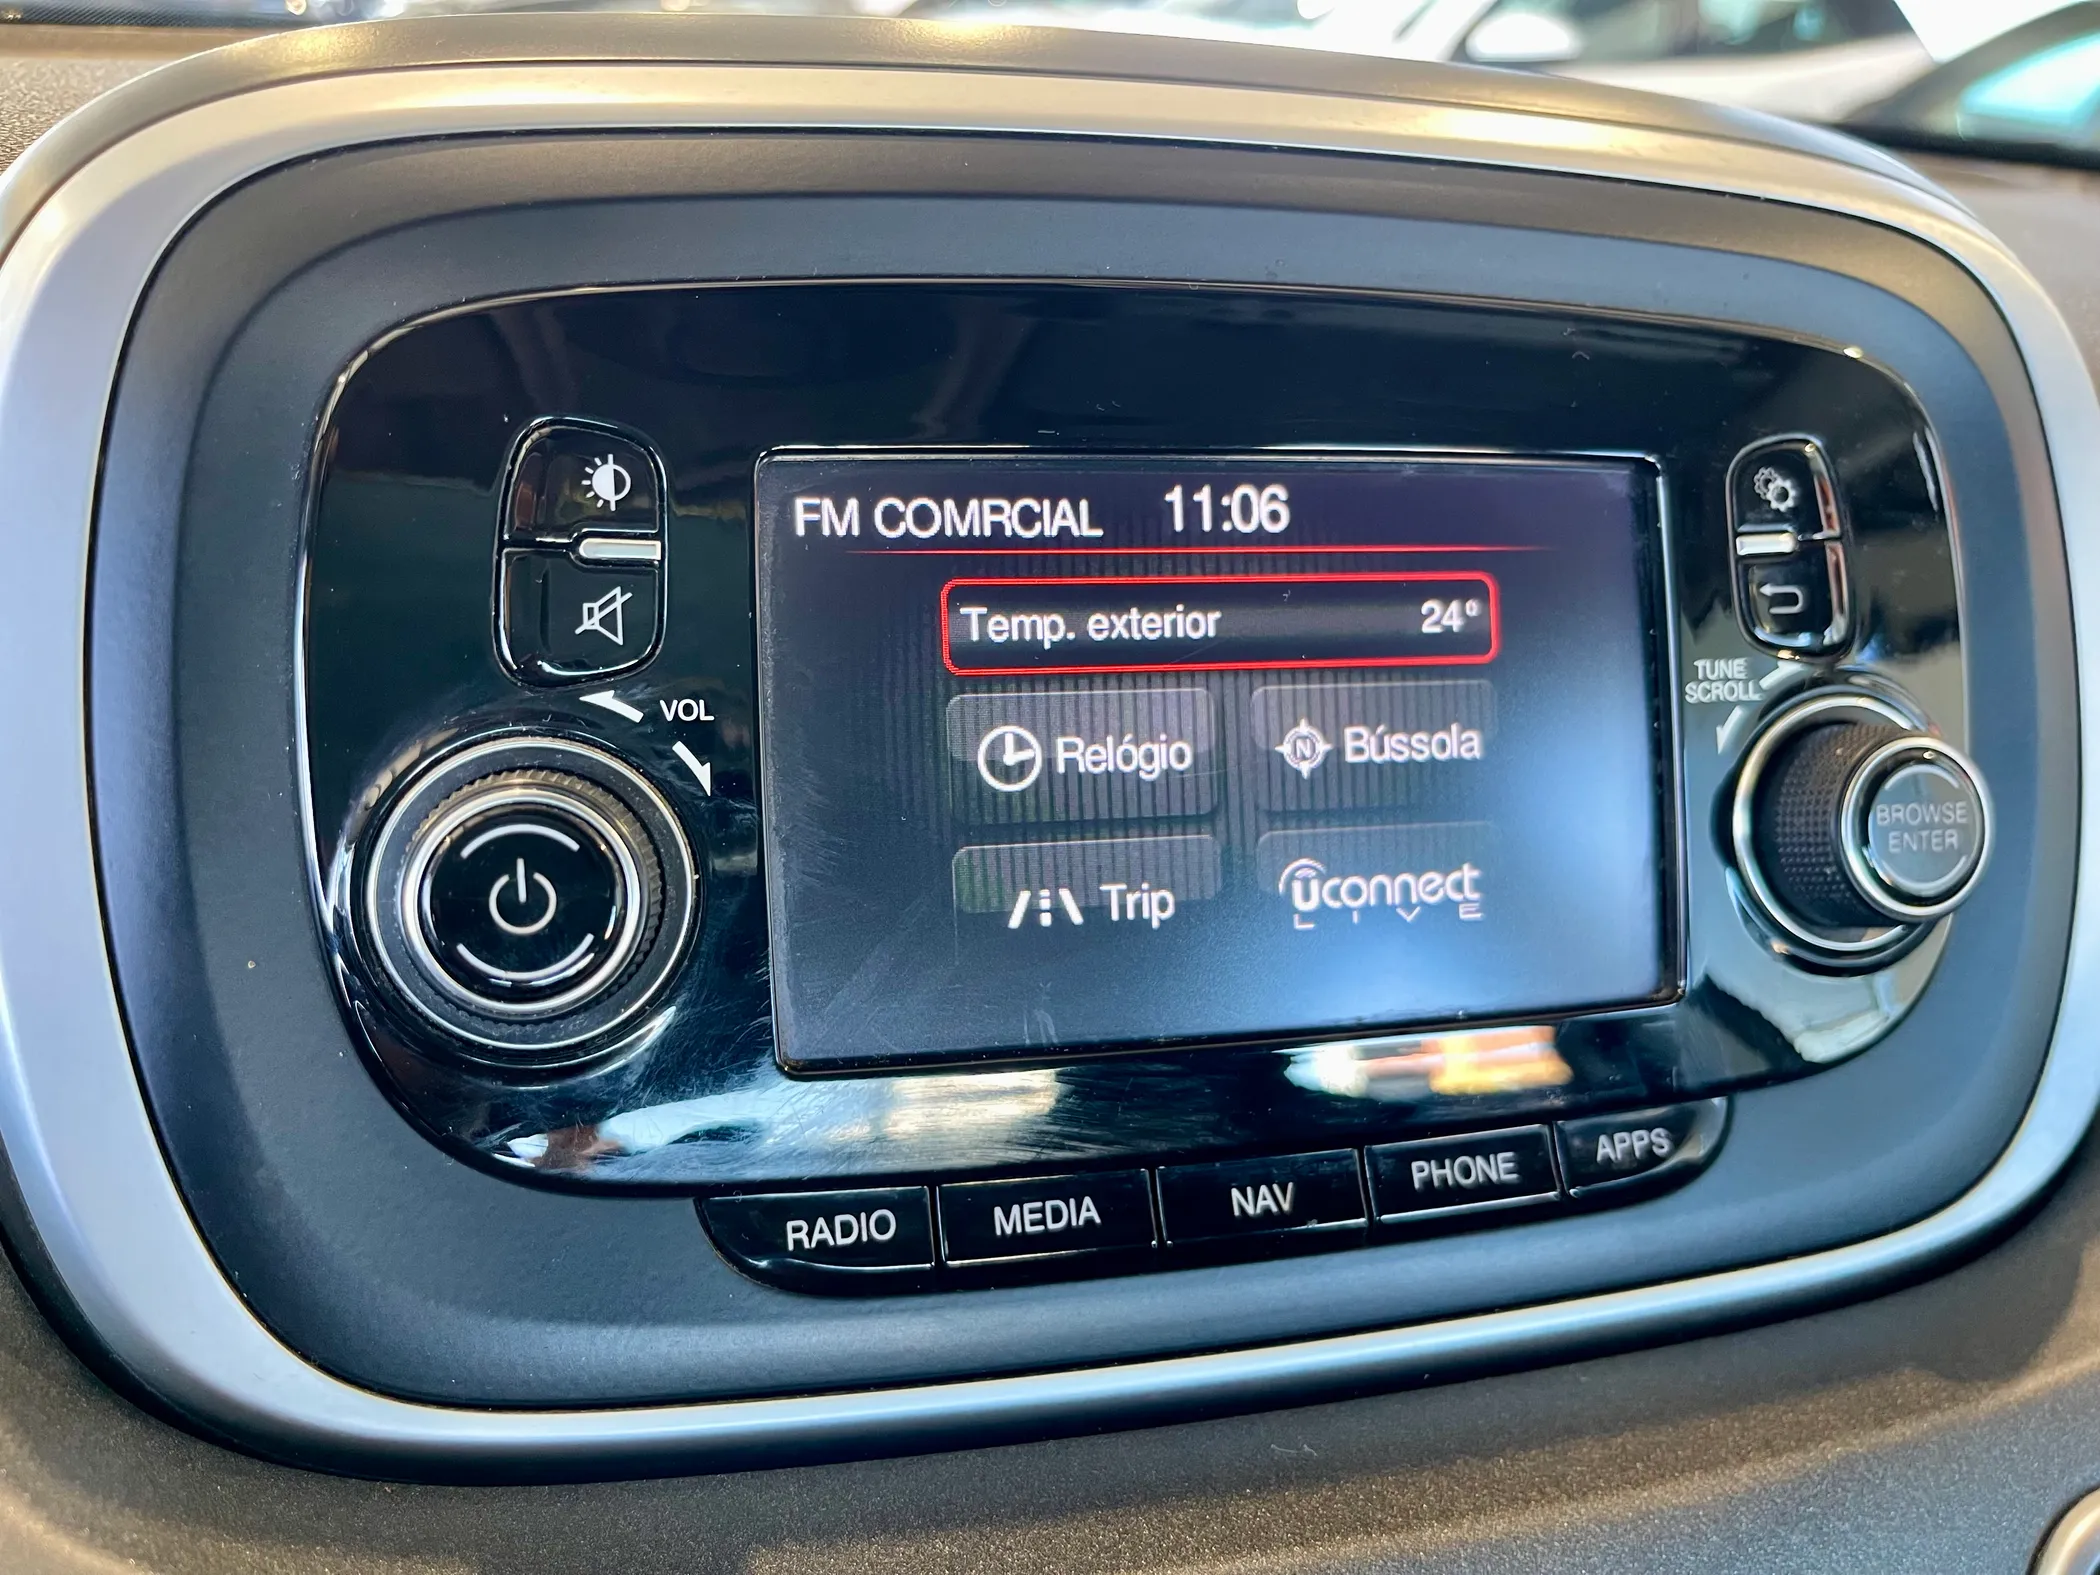 FM COMRCIAL 11:06
Temp. exterior 24º
Relógio
N Bússola
Trip
uconnect
LIVE
VOL
TUNE
SCROLL
BROWSE
ENTER
RADIO
MEDIA
NAV
PHONE
APPS